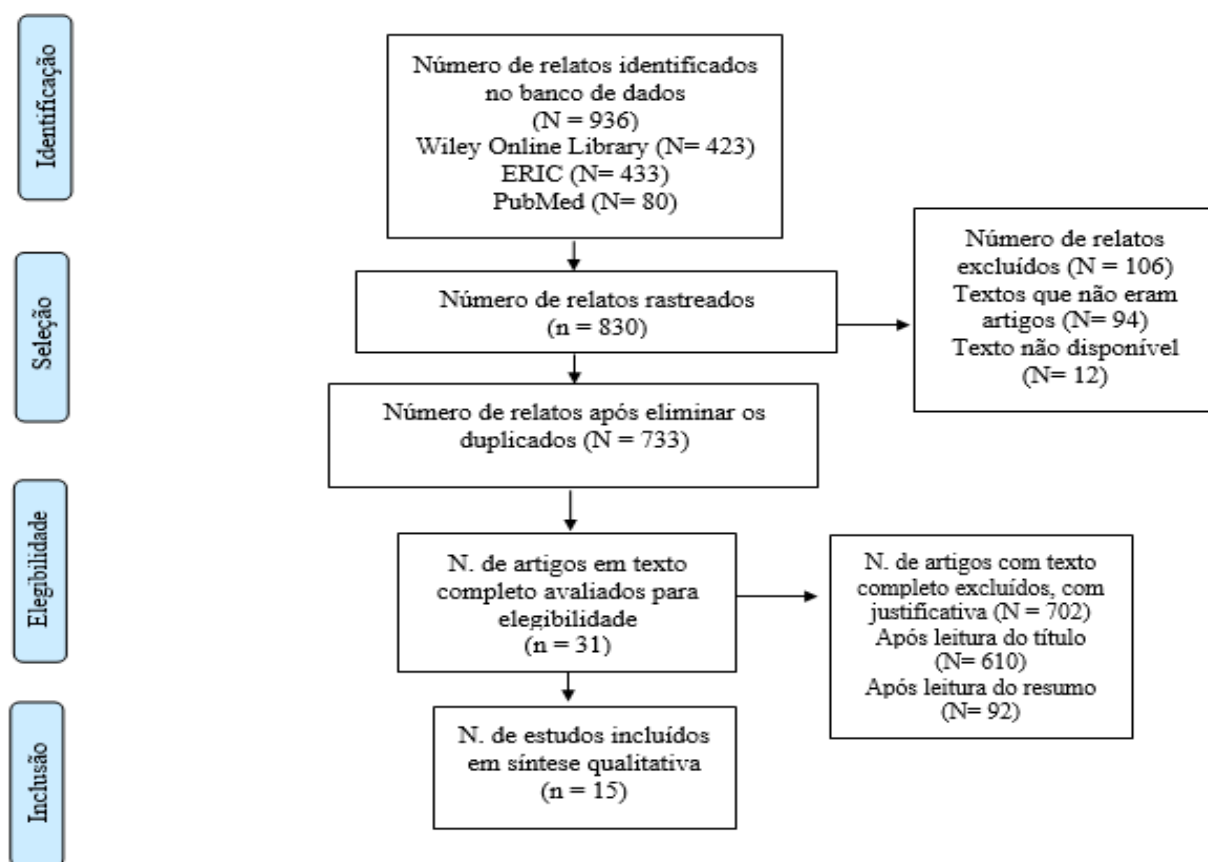 Identificação
Número de relatos identificados
no banco de dados
(N = 936)
Wiley Online Library (N= 423)
ERIC (N= 433)
PubMed (N= 80)
Seleção
Número de relatos rastreados
(n = 830)
Número de relatos
excluídos (N = 106)
Textos que não eram
artigos (N= 94)
Texto não disponível
(N= 12)
Número de relatos após eliminar os
duplicados (N = 733)
Elegibilidade
N. de artigos em texto
completo avaliados para
elegibilidade
(n = 31)
N. de artigos com texto
completo excluídos, com
justificativa (N = 702)
Após leitura do título
(N= 610)
Após leitura do resumo
(N= 92)
Inclusão
N. de estudos incluídos
em síntese qualitativa
(n = 15)